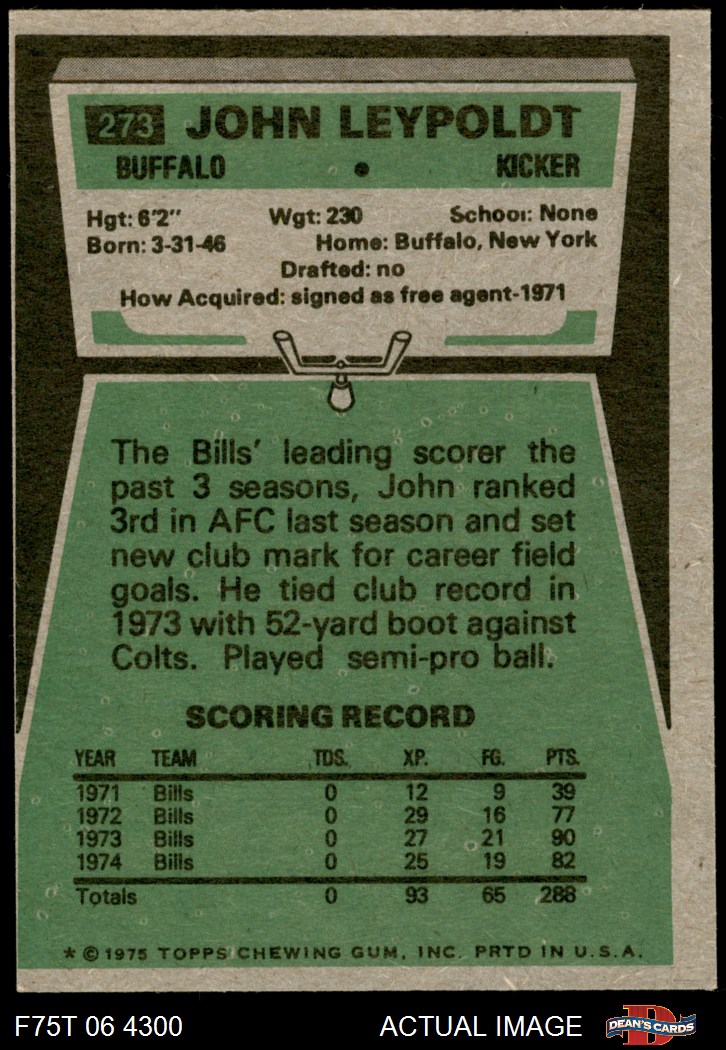 273 JOHN LEYPOLDT
BUFFALO • KICKER
Hgt: 6'2" Wgt: 230 School: None
Born: 3-31-46 Home: Buffalo, New York
Drafted: no
How Acquired: signed as free agent-1971
The Bills' leading scorer the
past 3 seasons, John ranked
3rd in AFC last season and set
new club mark for career field
goals. He tied club record in
1973 with 52-yard boot against
Colts. Played semi-pro ball.
SCORING RECORD
YEAR TEAM TDS. XP. FG. PTS.
1971 Bills 0 12 9 39
1972 Bills 0 29 16 77
1973 Bills 0 27 21 90
1974 Bills 0 25 19 82
Totals 0 93 65 288
* © 1975 TOPPS CHEWING GUM, INC. PRTD IN U.S.A.
F75T 06 4300 ACTUAL IMAGE D DEAN'S CARDS